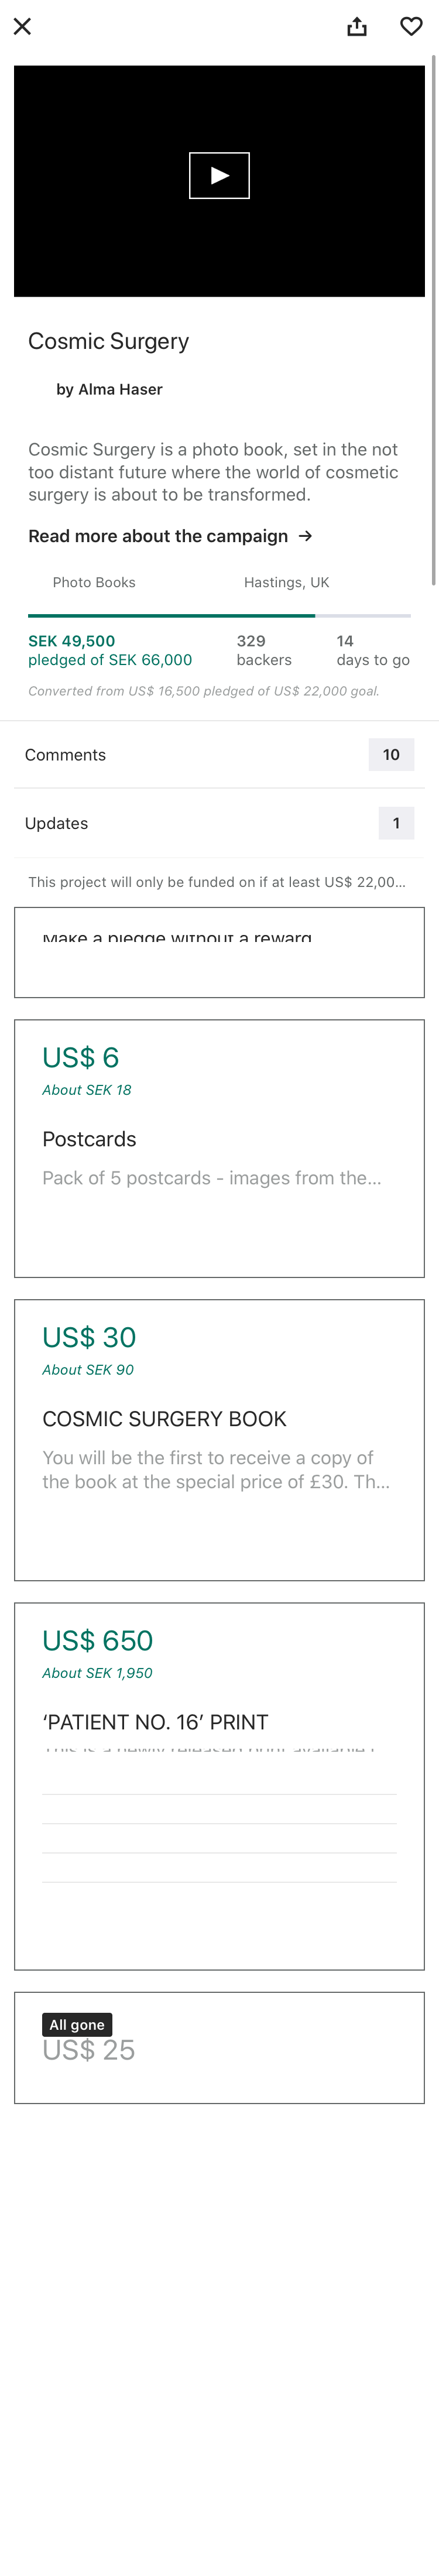 Cosmic Surgery
by Alma Haser
Cosmic Surgery is a photo book, set in the not
too distant future where the world of cosmetic
surgery is about to be transformed.
Read more about the campaign →
Photo Books Hastings, UK
SEK 49,500 329 14
pledged of SEK 66,000 backers days to go
Converted from US$ 16,500 pledged of US$ 22,000 goal.
Comments 10
Updates 1
This project will only be funded on if at least US$ 22,00...
Make a pledge without a reward
US$ 6
About SEK 18
Postcards
Pack of 5 postcards - images from the...
US$ 30
About SEK 90
COSMIC SURGERY BOOK
You will be the first to receive a copy of
the book at the special price of £30. Th...
US$ 650
About SEK 1,950
‘PATIENT NO. 16’ PRINT
All gone
US$ 25